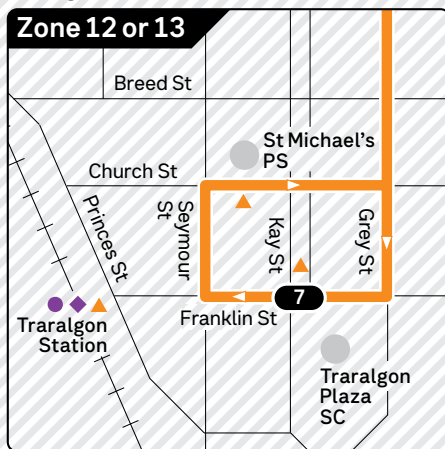 Zone 12 or 13
Breed St
St Michael's
PS
Church St
Princes St
Seymour
St
Kay St
Grey St
7
Franklin St
Traralgon
Station
Traralgon
Plaza
SC